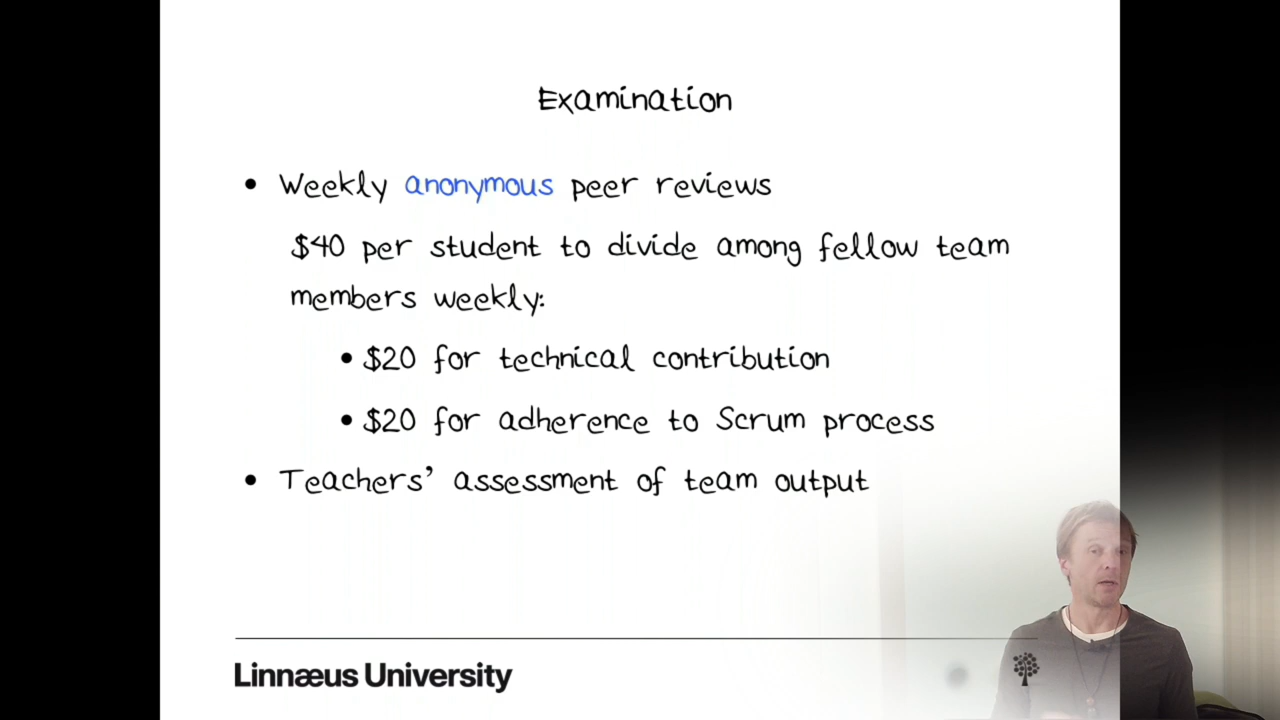 Examination
• Weekly anonymous peer reviews
$40 per student to divide among fellow team
members weekly:
• $20 for technical contribution
• $20 for adherence to Scrum process
• Teachers’ assessment of team output
Linnæus University